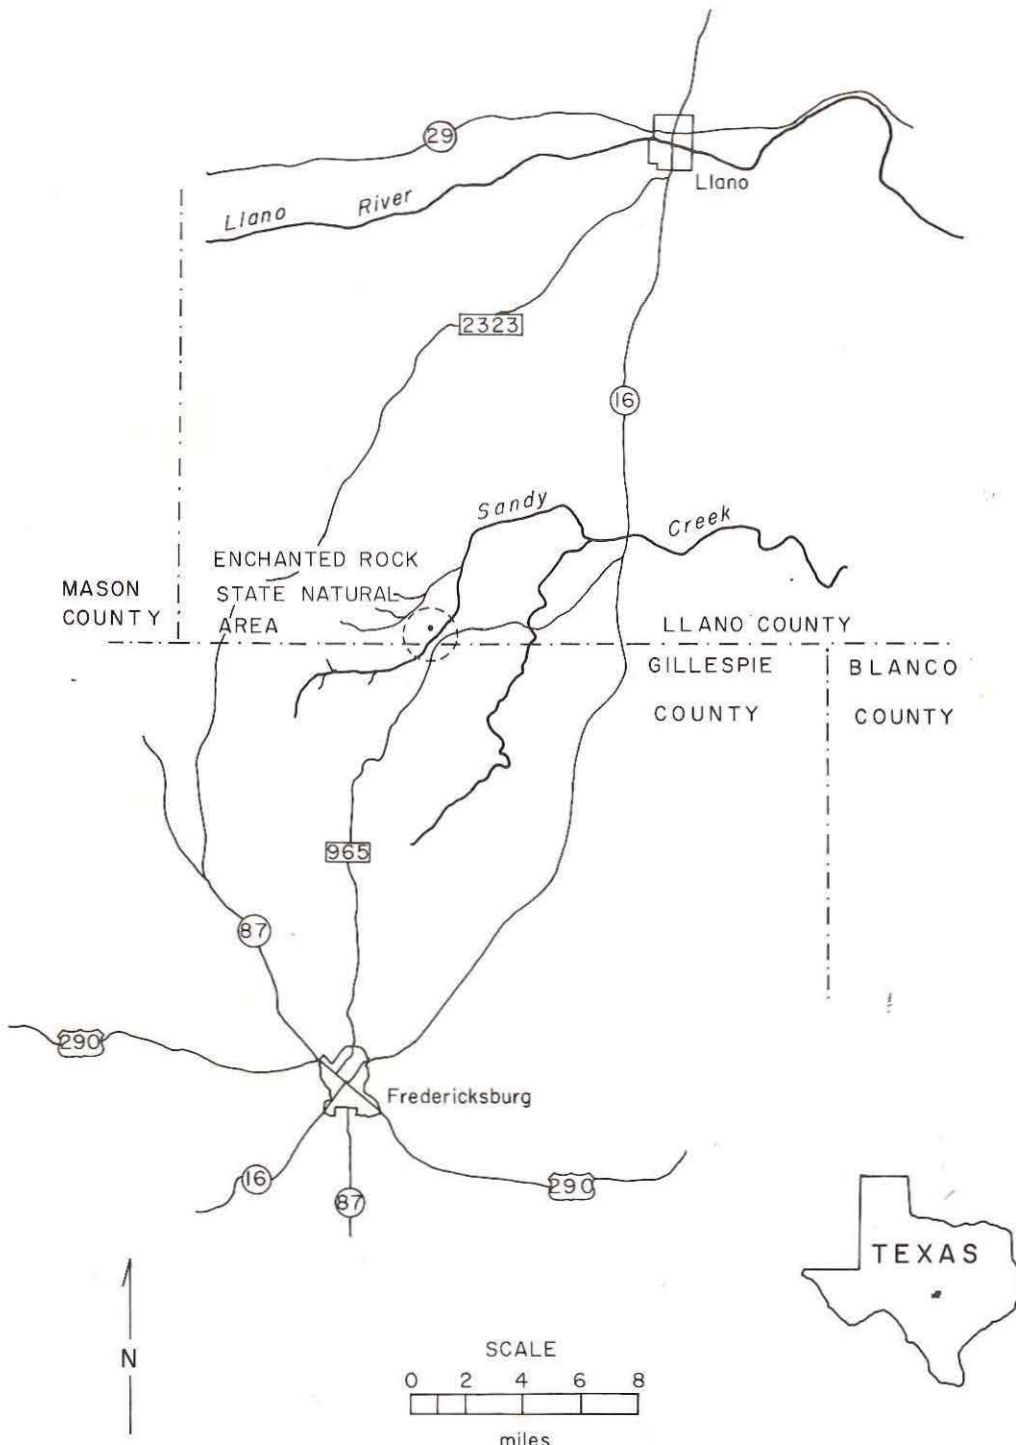 29
Llano
Llano River
2323
16
Sandy Creek
ENCHANTED ROCK
STATE NATURAL
AREA
MASON
COUNTY
LLANO COUNTY
GILLESPIE
COUNTY
BLANCO
COUNTY
965
87
290
Fredericksburg
16
87
290
TEXAS
N
SCALE
0 2 4 6 8
miles